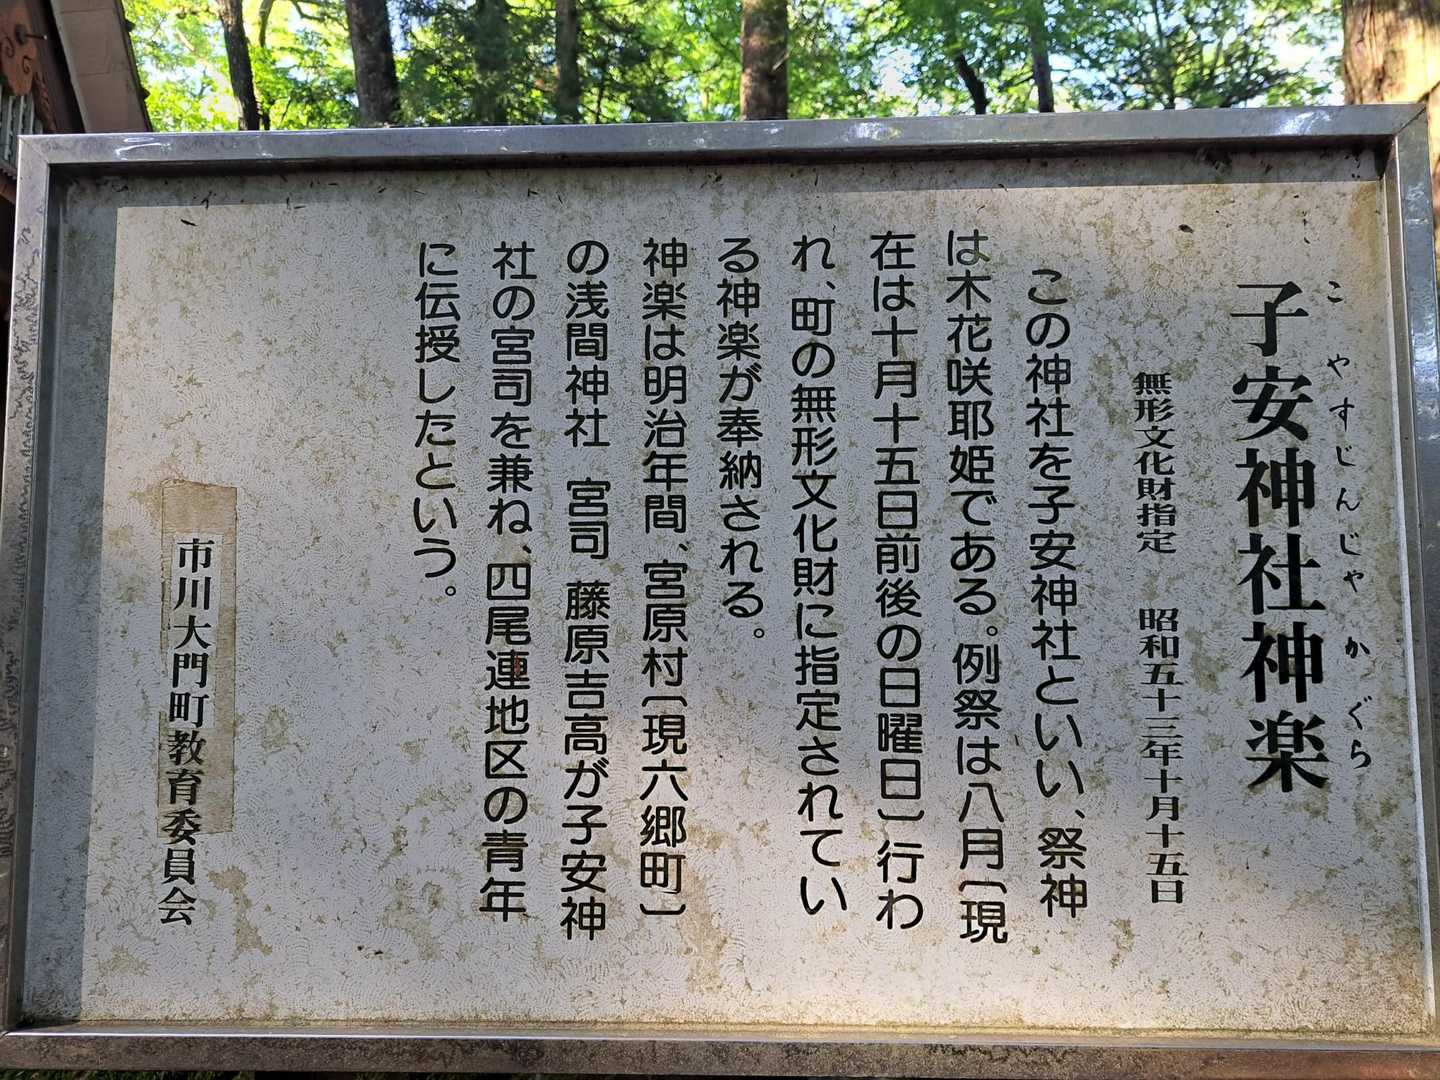 子安神社神楽
こやすじんじゃかぐら
無形文化財指定 昭和五十三年十月十五日
この神社を子安神社といい、祭神
は木花咲耶姫である。例祭は八月〔現
在は十月十五日前後の日曜日〕行わ
れ、町の無形文化財に指定されてい
る神楽が奉納される。
神楽は明治年間、宮原村〔現六郷町〕
の浅間神社 宮司 藤原吉高が子安神
社の宮司を兼ね、四尾連地区の青年
に伝授したという。
市川大門町教育委員会